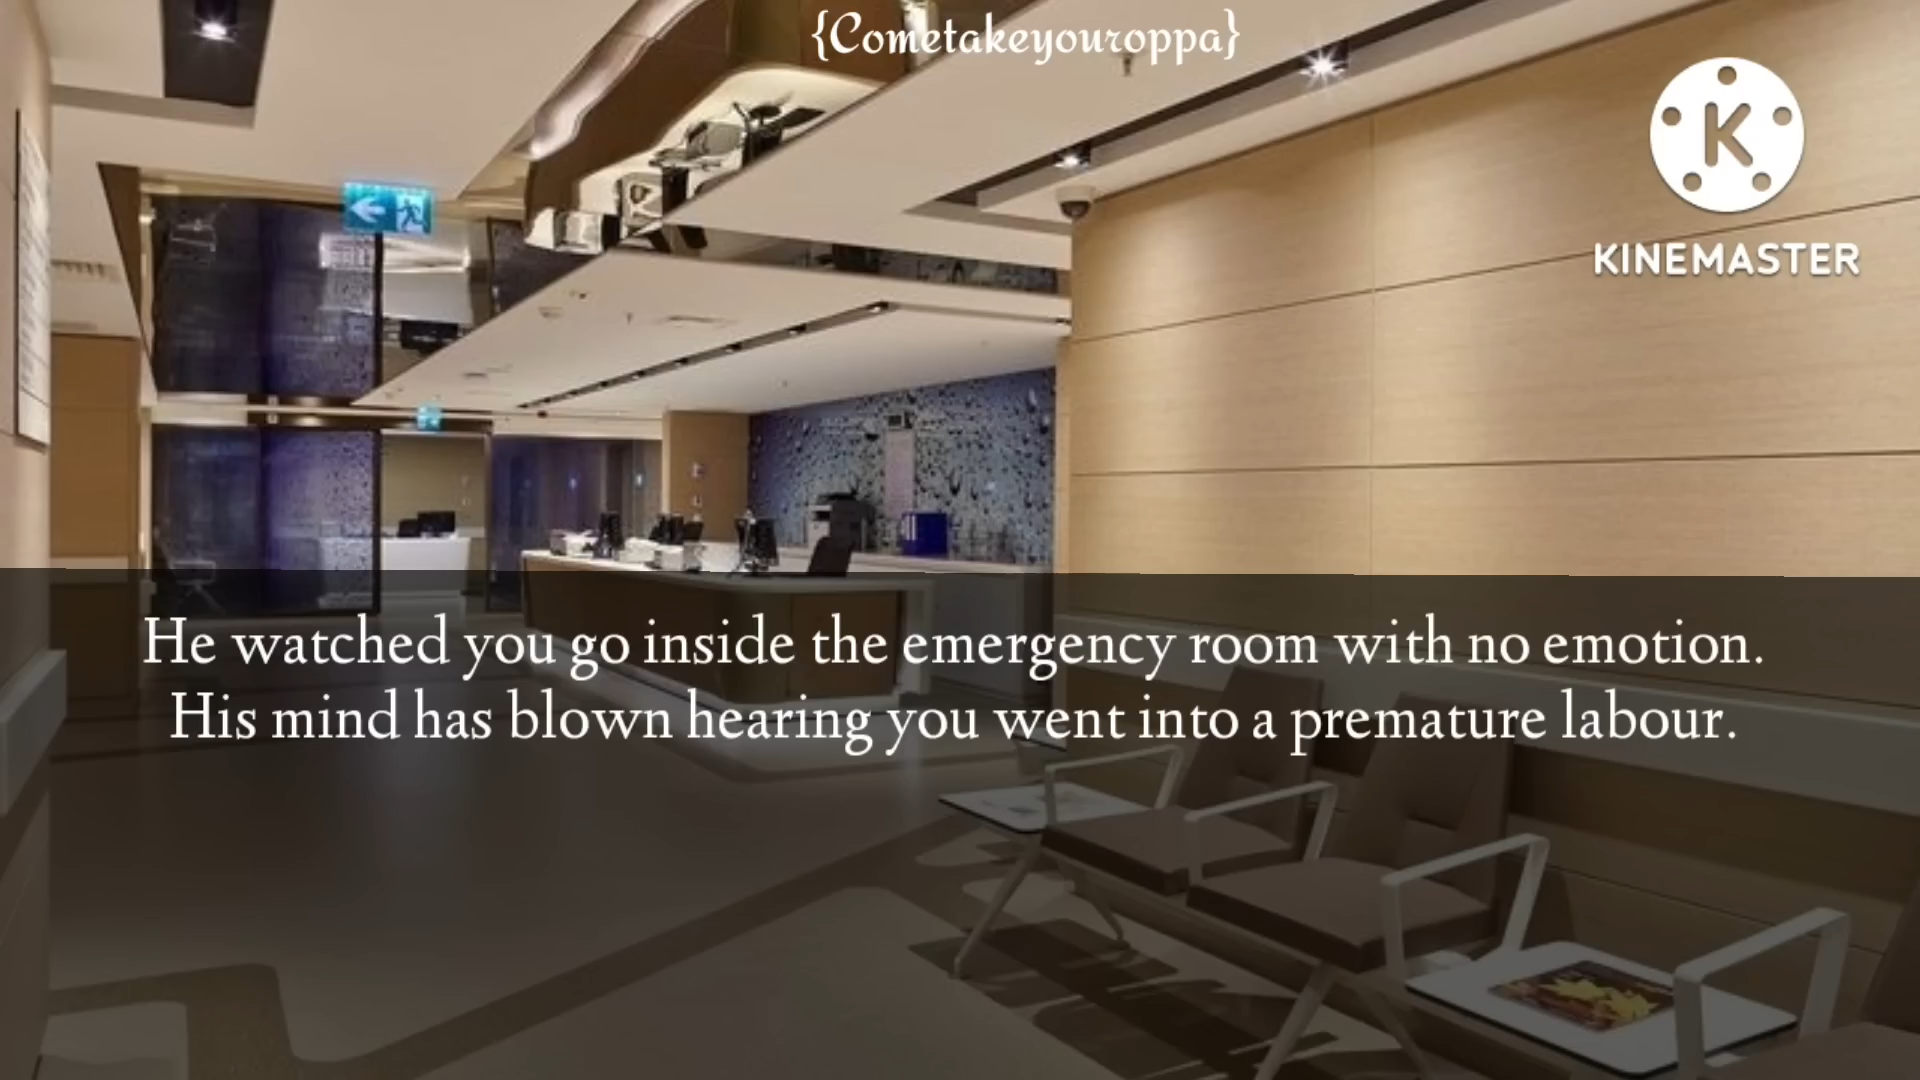 {Cometakeyouroppa}
K
KINEMASTER
He watched you go inside the emergency room with no emotion.
His mind has blown hearing you went into a premature labour.